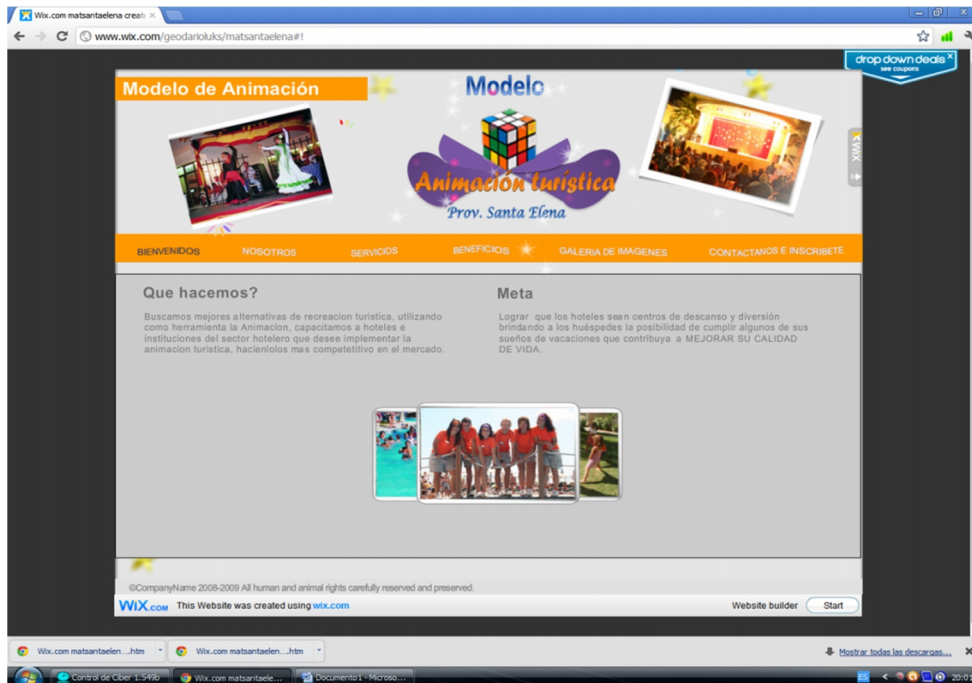 Wix.com matsantaelena creat
www.wix.com/geodarioluks/matsantaelena#!
drop down deals x
see coupons
Modelo de Animación
Modelo
Animación turística
Prov. Santa Elena
WiX
BIENVENIDOS NOSOTROS SERVICIOS BENEFICIOS GALERIA DE IMAGENES CONTACTANOS E INSCRIBETE
Que hacemos?
Buscamos mejores alternativas de recreacion turistica, utilizando
como herramienta la Animacion, capacitamos a hoteles e
instituciones del sector hotelero que desee implementar la
animacion turistica, hacienlolos mas competetitivo en el mercado.
Meta
Lograr que los hoteles sean centros de
descanso y diversión
brindando a los huéspedes la posibilidad de cumplir algunos de sus
sueños de vacaciones que contribuya a MEJORAR SU CALIDAD
DE VIDA.
©CompanyName 2008-2009 All human and animal rights carefully reserved and preserved.
WiX.COM This Website was created using wix.com Website builder Start
Wix.com matsantaelen....htm Wix.com matsantaelen....htm Mostrar todas las descargas...
Control de Ciber 1.549b Wix.com matsantaele... Documento1 - Microso... ES 20:01